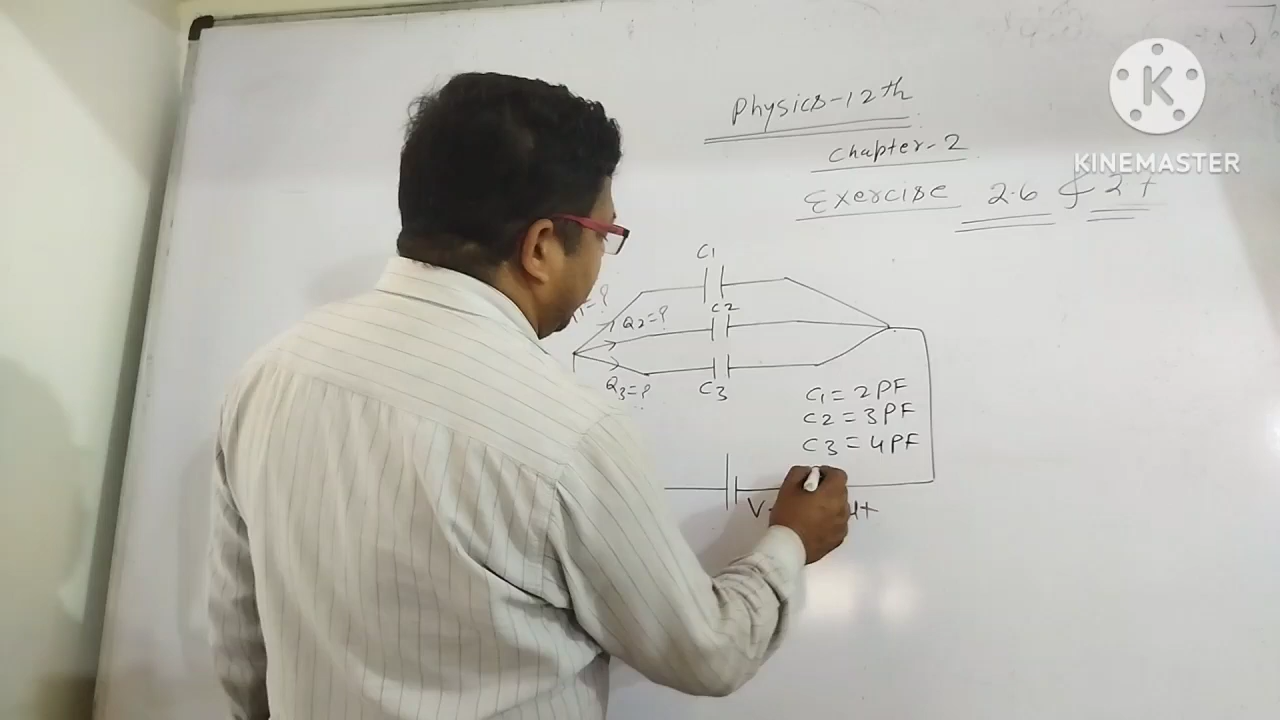 Physics-12th
Chapter-2
Exercise 2.6 & 2.7
KINEMASTER
C1
C2
Q2=?
Q3=?
C3
C1 = 2PF
C2 = 3PF
C3 = 4PF
V